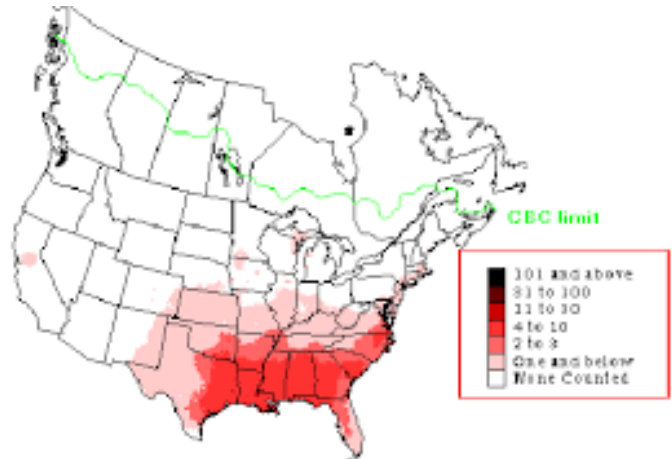 CBC limit
101 and above
31 to 100
11 to 30
4 to 10
2 to 3
One and below
None Counted